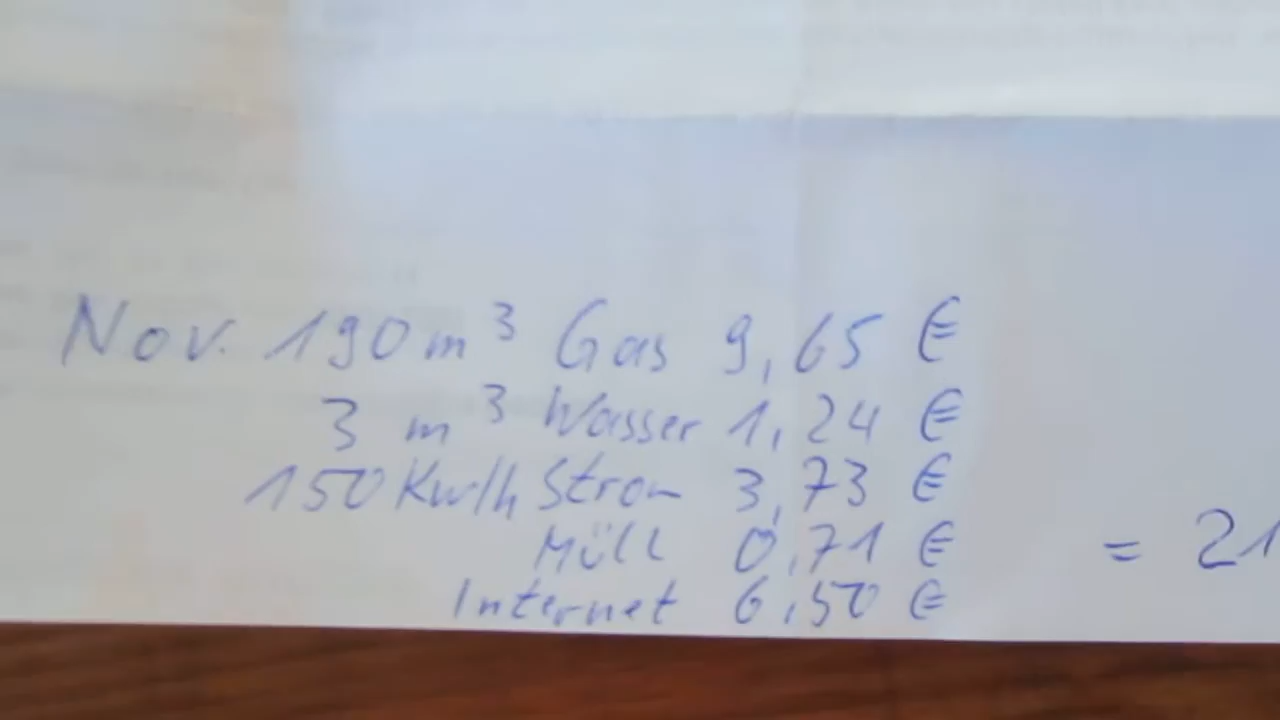 Nov. 190 m³ Gas 9,65 €
3 m³ Wasser 1,24 €
150 Kw/h Strom 3,73 €
Müll 0,71 € = 21
Internet 6,50 €